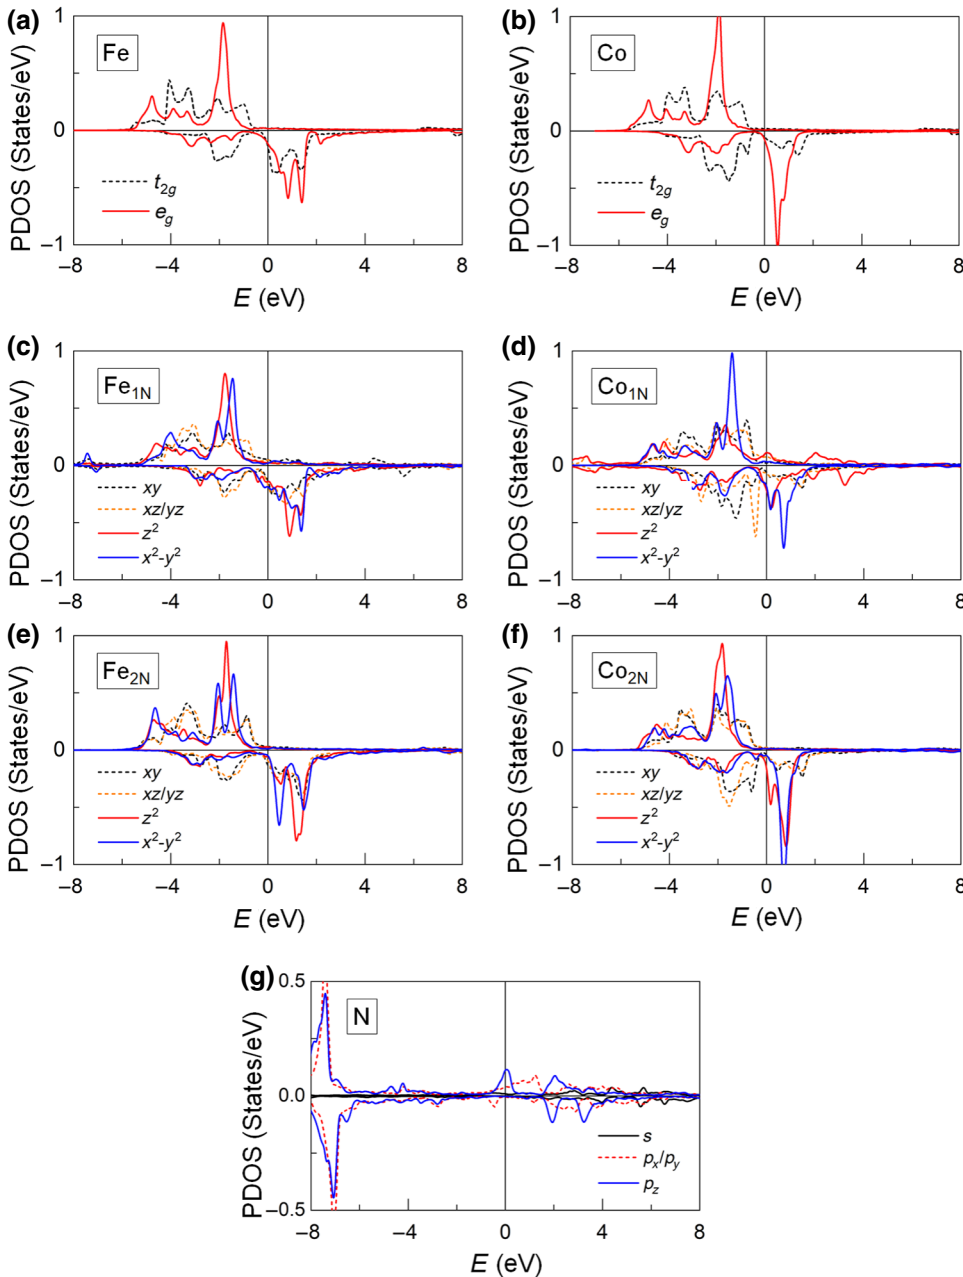 (a)
1
Fe
PDOS (States/eV)
0
t2g
eg
−1
−8 −4 0 4 8
E (eV)
(b)
1
Co
PDOS (States/eV)
0
t2g
eg
−1
−8 −4 0 4 8
E (eV)
(c)
1
Fe1N
PDOS (States/eV)
0
xy
xz/yz
z²
x²-y²
−1
−8 −4 0 4 8
(d)
1
Co1N
PDOS (States/eV)
0
xy
xz/yz
z²
x²-y²
−1
−8 −4 0 4 8
(e)
1
Fe2N
PDOS (States/eV)
0
xy
xz/yz
z²
x²-y²
−1
−8 −4 0 4 8
E (eV)
(f)
1
Co2N
PDOS (States/eV)
0
xy
xz/yz
z²
x²-y²
−1
−8 −4 0 4 8
E (eV)
(g)
0.5
N
PDOS (States/eV)
0.0
s
px/py
pz
−0.5
−8 −4 0 4 8
E (eV)